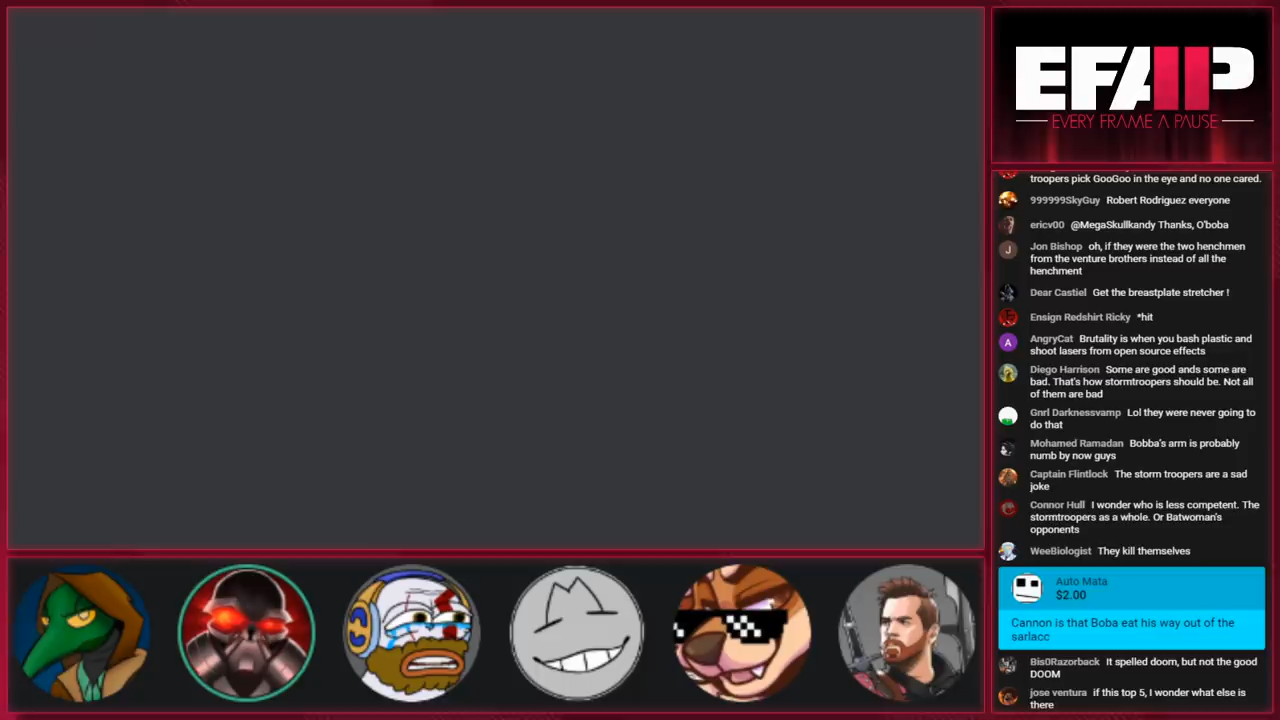 EFAP
EVERY FRAME A PAUSE
troopers pick GooGoo in the eye and no one cared.
999999SkyGuy Robert Rodriguez everyone
ericv00 @MegaSkullkandy Thanks, O'boba
J
Jon Bishop oh, if they were the two henchmen
from the venture brothers instead of all the
henchment
Dear Castiel Get the breastplate stretcher !
Ensign Redshirt Ricky *hit
A
AngryCat Brutality is when you bash plastic and
shoot lasers from open source effects
Diego Harrison Some are good ands some are
bad. That's how stormtroopers should be. Not all
of them are bad
Gnrl Darknessvamp Lol they were never going to
do that
Mohamed Ramadan Bobba's arm is probably
numb by now guys
Captain Flintlock The storm troopers are a sad
joke
Connor Hull I wonder who is less competent. The
stormtroopers as a whole. Or Batwoman's
opponents
WeeBiologist They kill themselves
Auto Mata
$2.00
Cannon is that Boba eat his way out of the
sarlacc
Bis0Razorback It spelled doom, but not the good
DOOM
jose ventura if this top 5, I wonder what else is
there